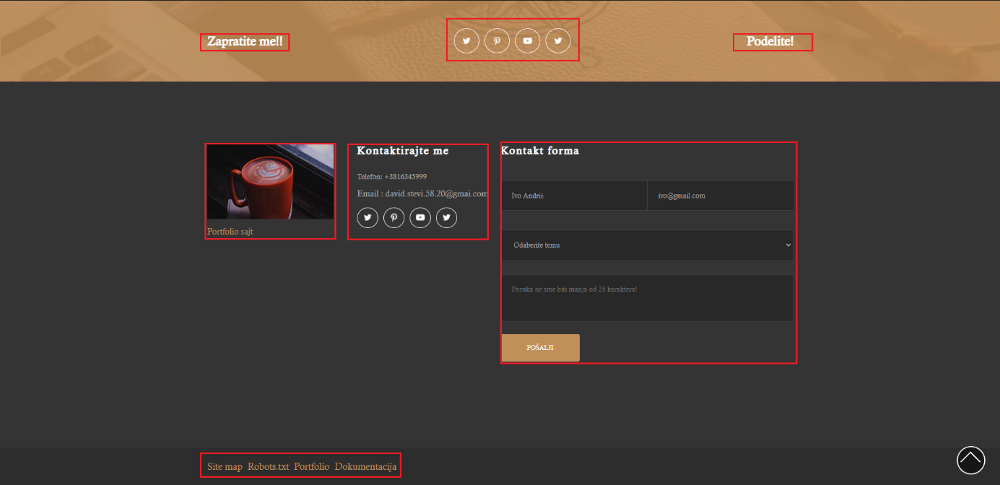 Zapratite me!!
Podelite!
Portfolio sajt
Kontaktirajte me
Telefon: +3816345999
Email : david.stevi.58.20@gmai.com
Kontakt forma
Ivo Andrić
ivo@gmail.com
Odaberite temu
Poruka ne sme biti manja od 25 karaktera!
POŠALJI
Site map Robots.txt Portfolio Dokumentacija